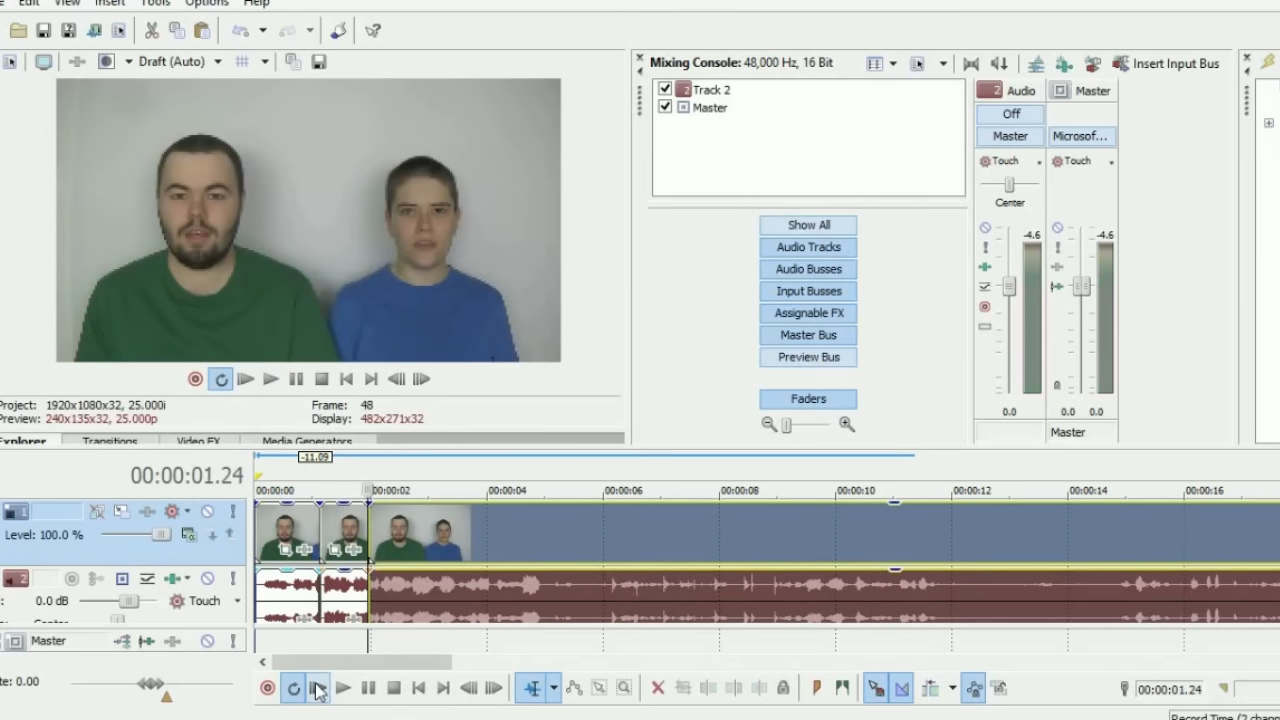 View Insert Tools Options Help
Draft (Auto)
Mixing Console: 48,000 Hz, 16 Bit
Insert Input Bus
2 Track 2
Master
2 Audio Master
Off
Master Microsof...
Touch Touch
Center
-4.6 -4.6
Show All
Audio Tracks
Audio Busses
Input Busses
Assignable FX
Master Bus
Preview Bus
Faders
0.0 0.0 0.0
Master
Project: 1920x1080x32, 25.000i Frame: 48
Preview: 240x135x32, 25.000p Display: 482x271x32
Explorer Transitions Video FX Media Generators
-11.09
00:00:01.24
00:00:00 00:00:02 00:00:04 00:00:06 00:00:08 00:00:10 00:00:12 00:00:14 00:00:16
1
Level: 100.0 %
2
0.0 dB Touch
Center
Master
0.00
00:00:01.24
Record Time (2 chann